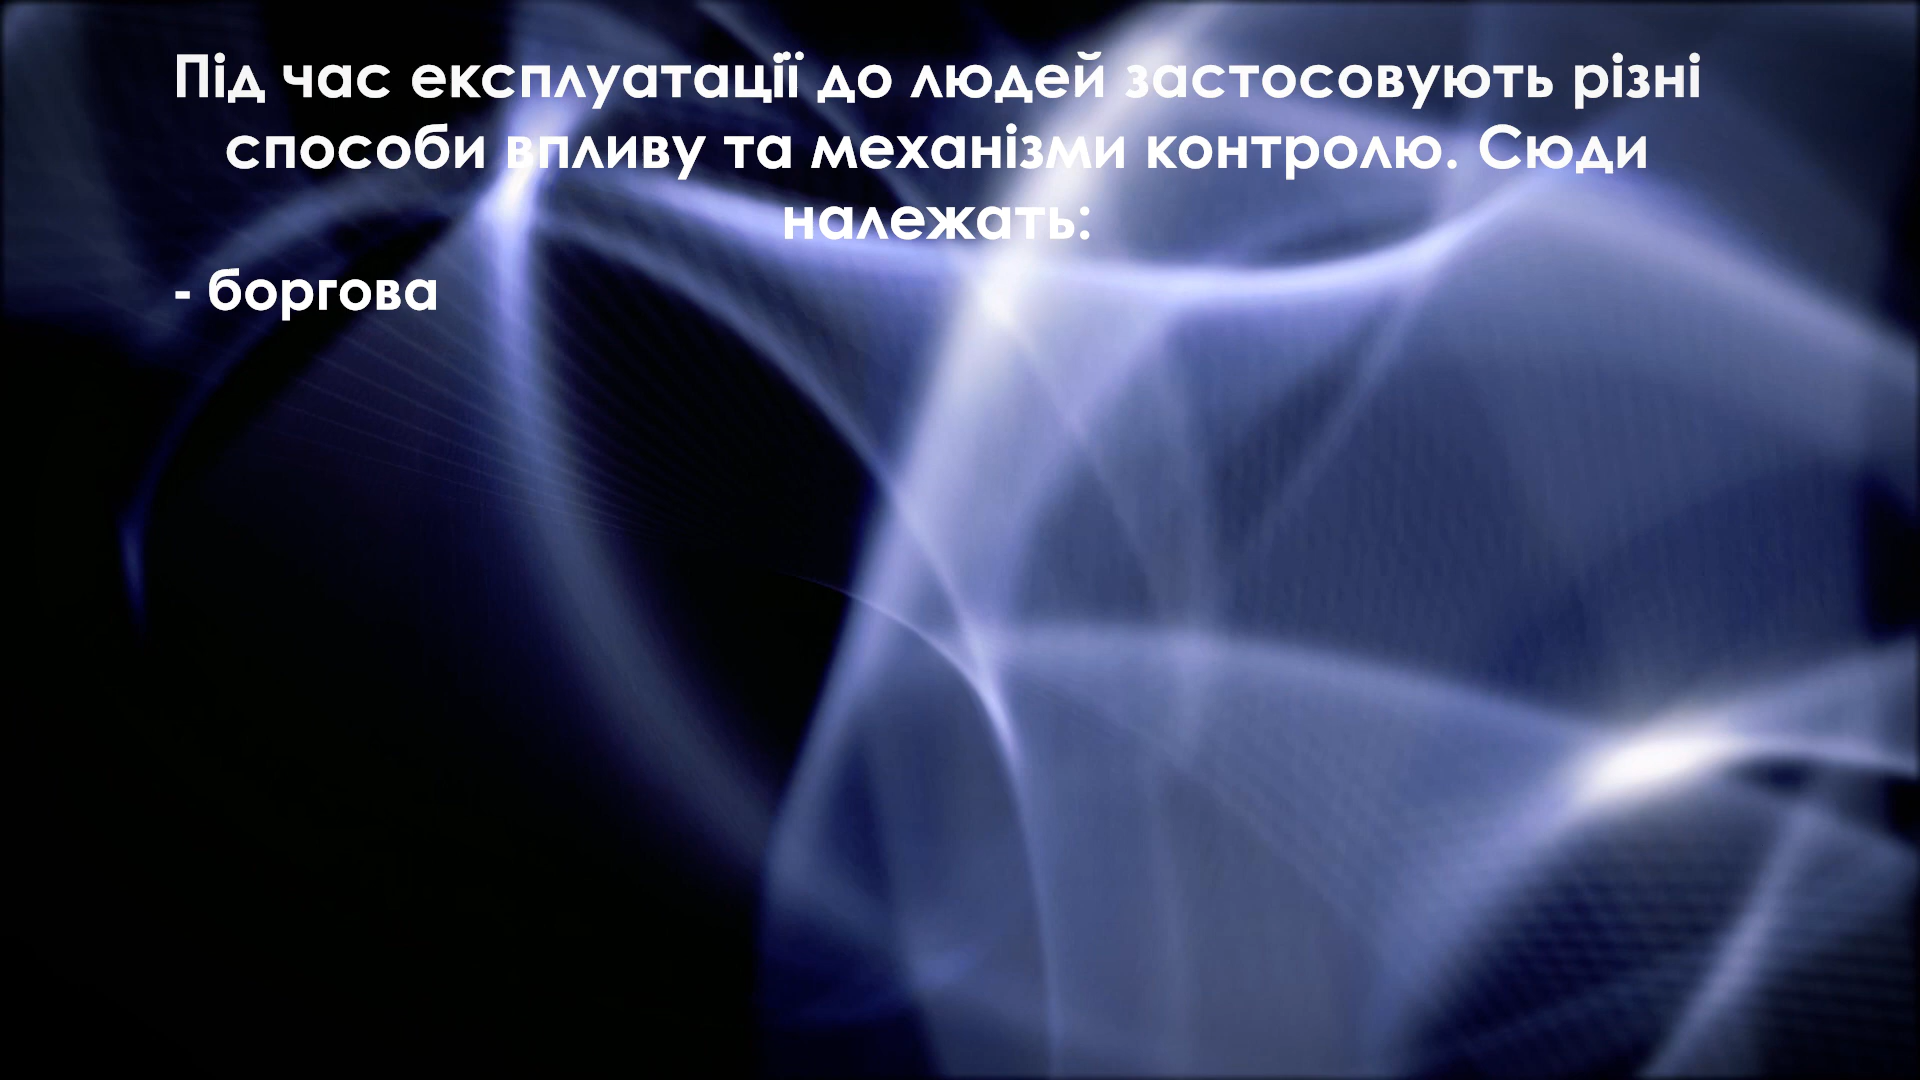 Під час експлуатації до людей застосовують різні
способи впливу та механізми контролю. Сюди
належать:
- боргова